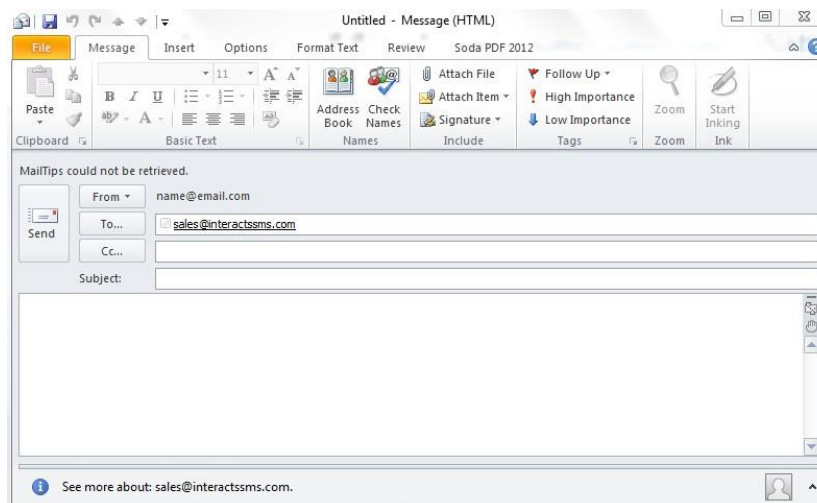 Untitled - Message (HTML)
File Message Insert Options Format Text Review Soda PDF 2012
Paste
Clipboard
11 A A
B I U
ab A
Basic Text
Address Book
Check Names
Names
Attach File
Attach Item
Signature
Include
Follow Up
High Importance
Low Importance
Tags
Zoom
Zoom
Start Inking
Ink
MailTips could not be retrieved.
Send
From name@email.com
To... sales@interactssms.com
Cc...
Subject:
See more about: sales@interactssms.com.